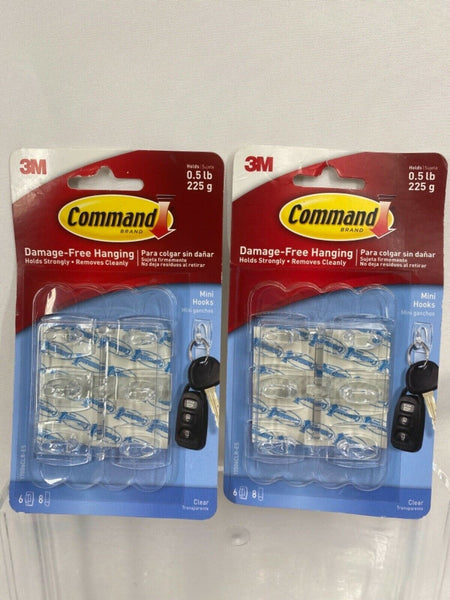 3M
Holds | Sujeta
0.5 lb
225 g
Command
BRAND
Damage-Free Hanging
Holds Strongly • Removes Cleanly
Para colgar sin dañar
Sujeta firmemente
No deja residuos al retirar
Mini
Hooks
Mini ganchos
6
8
Clear
Transparente
3M
Holds | Sujeta
0.5 lb
225 g
Command
BRAND
Damage-Free Hanging
Holds Strongly • Removes Cleanly
Para colgar sin dañar
Sujeta firmemente
No deja residuos al retirar
Mini
Hooks
Mini ganchos
17006CLR-ES
6
8
Clear
Transparente